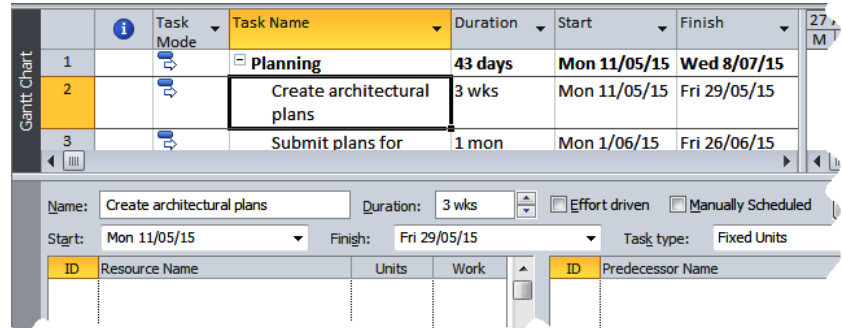 Task Mode Task Name Duration Start Finish 27
M
Gantt Chart
1 Planning 43 days Mon 11/05/15 Wed 8/07/15
2 Create architectural plans 3 wks Mon 11/05/15 Fri 29/05/15
3 Submit plans for 1 mon Mon 1/06/15 Fri 26/06/15
Name: Create architectural plans Duration: 3 wks Effort driven Manually Scheduled
Start: Mon 11/05/15 Finish: Fri 29/05/15 Task type: Fixed Units
ID Resource Name Units Work ID Predecessor Name